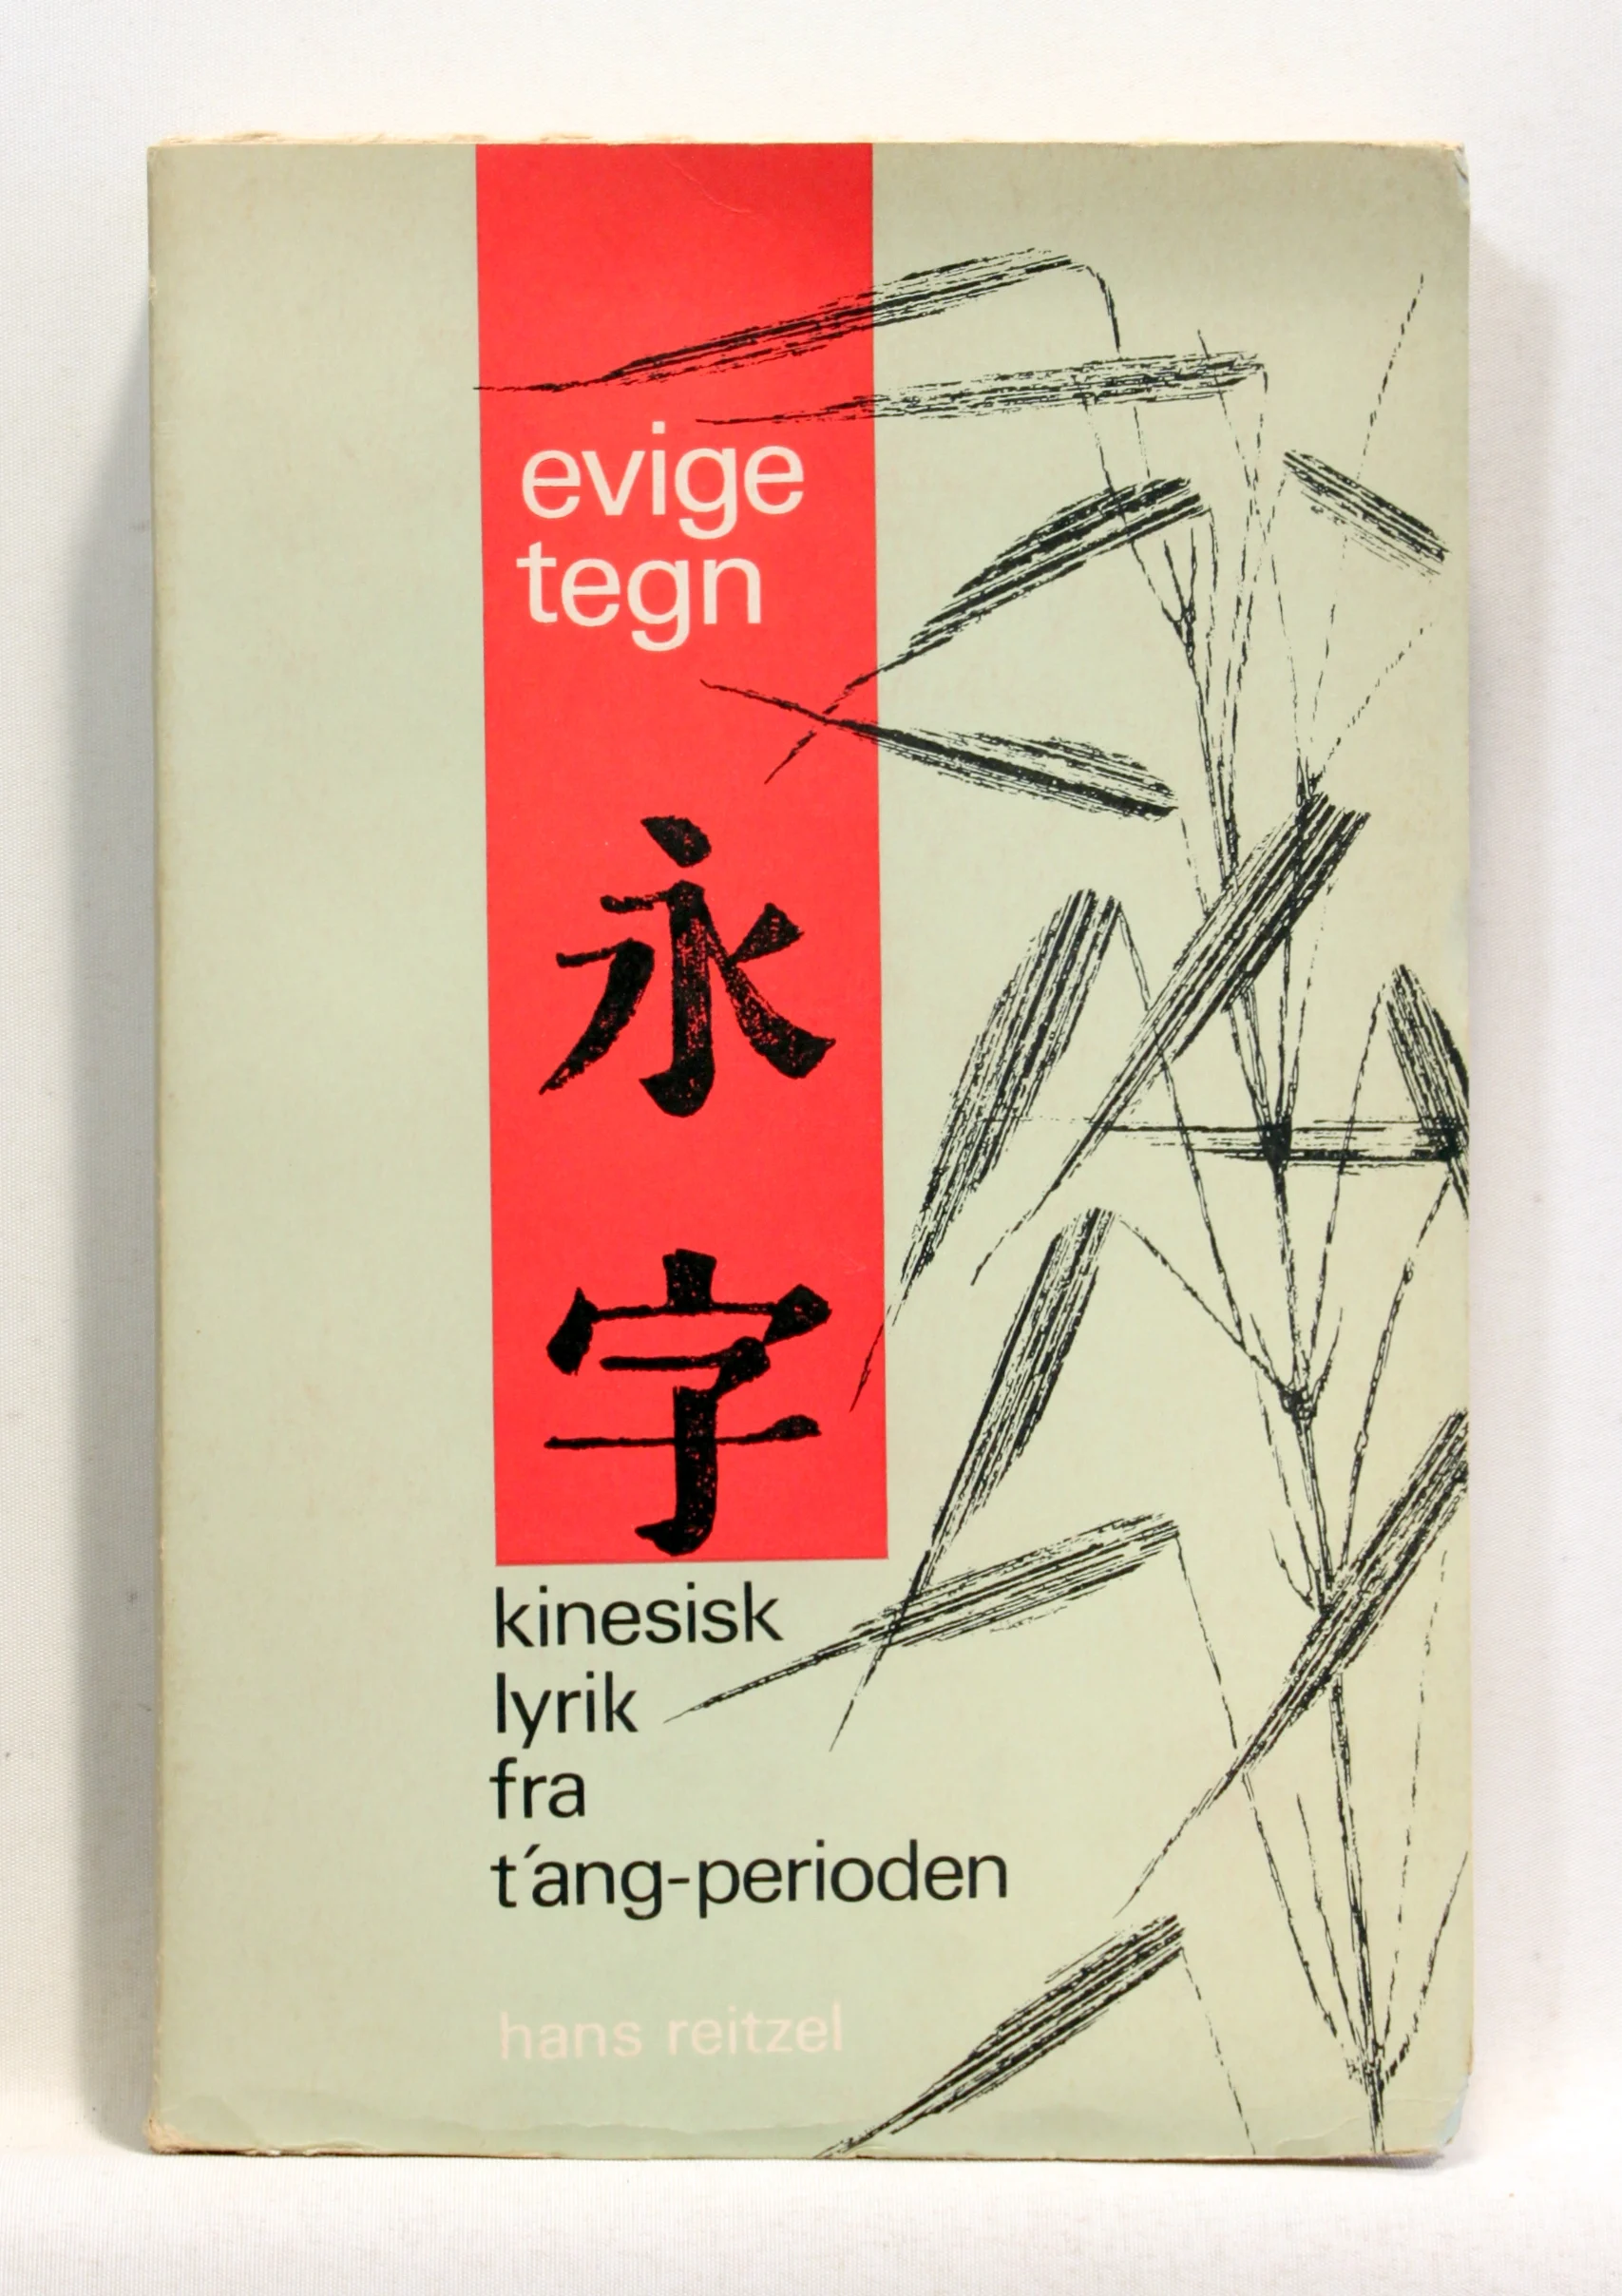 evige
tegn
永
字
kinesisk
lyrik
fra
t´ang-perioden
hans reitzel